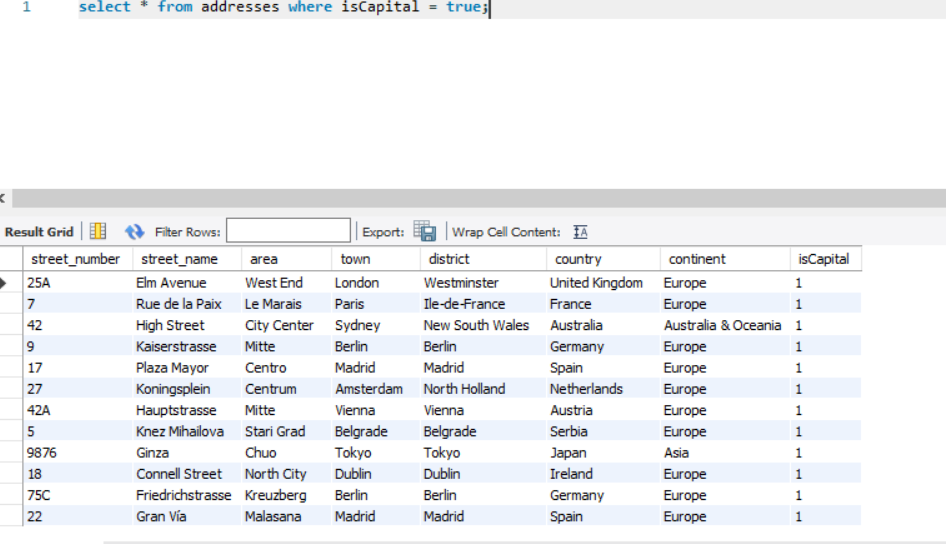 1 select * from addresses where isCapital = true;
Result Grid Filter Rows: Export: Wrap Cell Content:
street_number street_name area town district country continent isCapital
25A Elm Avenue West End London Westminster United Kingdom Europe 1
7 Rue de la Paix Le Marais Paris Ile-de-France France Europe 1
42 High Street City Center Sydney New South Wales Australia Australia & Oceania 1
9 Kaiserstrasse Mitte Berlin Berlin Germany Europe 1
17 Plaza Mayor Centro Madrid Madrid Spain Europe 1
27 Koningsplein Centrum Amsterdam North Holland Netherlands Europe 1
42A Hauptstrasse Mitte Vienna Vienna Austria Europe 1
5 Knez Mihailova Stari Grad Belgrade Belgrade Serbia Europe 1
9876 Ginza Chuo Tokyo Tokyo Japan Asia 1
18 Connell Street North City Dublin Dublin Ireland Europe 1
75C Friedrichstrasse Kreuzberg Berlin Berlin Germany Europe 1
22 Gran Vía Malasana Madrid Madrid Spain Europe 1